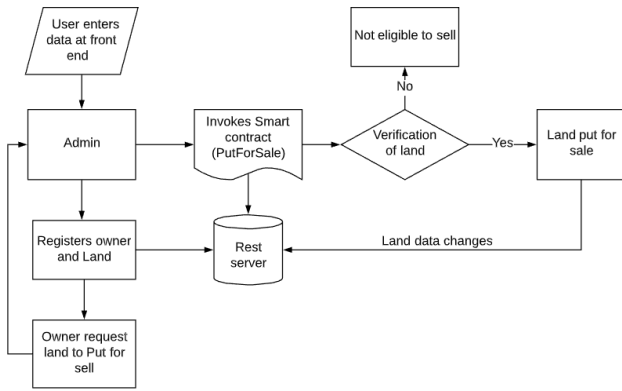 User enters
data at front
end
Not eligible to sell
No
Admin
Invokes Smart
contract
(PutForSale)
Verification
of land
Yes
Land put for
sale
Registers owner
and Land
Rest
server
Land data changes
Owner request
land to Put for
sell